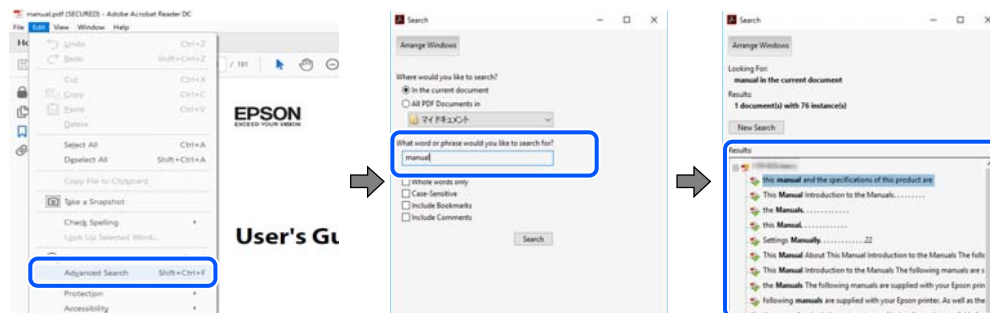 manual.pdf (SECURED) - Adobe Acrobat Reader DC
File Edit View Window Help
Undo Ctrl+Z
Redo Shift+Ctrl+Z
Cut Ctrl+X
Copy Ctrl+C
Paste Ctrl+V
Delete
Select All Ctrl+A
Deselect All Shift+Ctrl+A
Copy File to Clipboard
Take a Snapshot
Check Spelling
Look Up Selected Word...
Advanced Search Shift+Ctrl+F
Protection
Accessibility
/ 181
EPSON
EXCEED YOUR VISION
User's Gu
Search
Arrange Windows
Where would you like to search?
In the current document
All PDF Documents in
マイ ドキュメント
What word or phrase would you like to search for?
manual
Whole words only
Case-Sensitive
Include Bookmarks
Include Comments
Search
Search
Arrange Windows
Looking For:
manual in the current document
Results:
1 document(s) with 76 instance(s)
New Search
Results:
this manual and the specifications of this product are
This Manual Introduction to the Manuals. . . . . . . . .
the Manuals. . . . . . . . . . . . .
this Manual. . . . . . . . . . . . .
Settings Manually. . . . . . . . . . . . .22
This Manual About This Manual Introduction to the Manuals The follo
This Manual Introduction to the Manuals The following manuals are s
the Manuals The following manuals are supplied with your Epson prin
following manuals are supplied with your Epson printer. As well as the